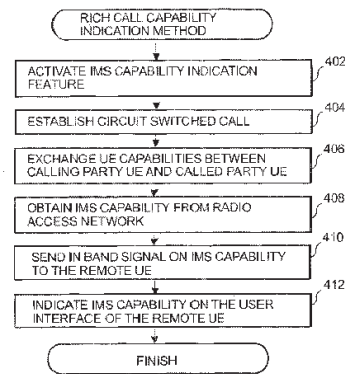 RICH CALL CAPABILITY
INDICATION METHOD
402
ACTIVATE IMS CAPABILITY INDICATION
FEATURE
404
ESTABLISH CIRCUIT SWITCHED CALL
406
EXCHANGE UE CAPABILITIES BETWEEN
CALLING PARTY UE AND CALLED PARTY UE
408
OBTAIN IMS CAPABILITY FROM RADIO
ACCESS NETWORK
410
SEND IN BAND SIGNAL ON IMS CAPABILITY
TO THE REMOTE UE
412
INDICATE IMS CAPABILITY ON THE USER
INTERFACE OF THE REMOTE UE
FINISH